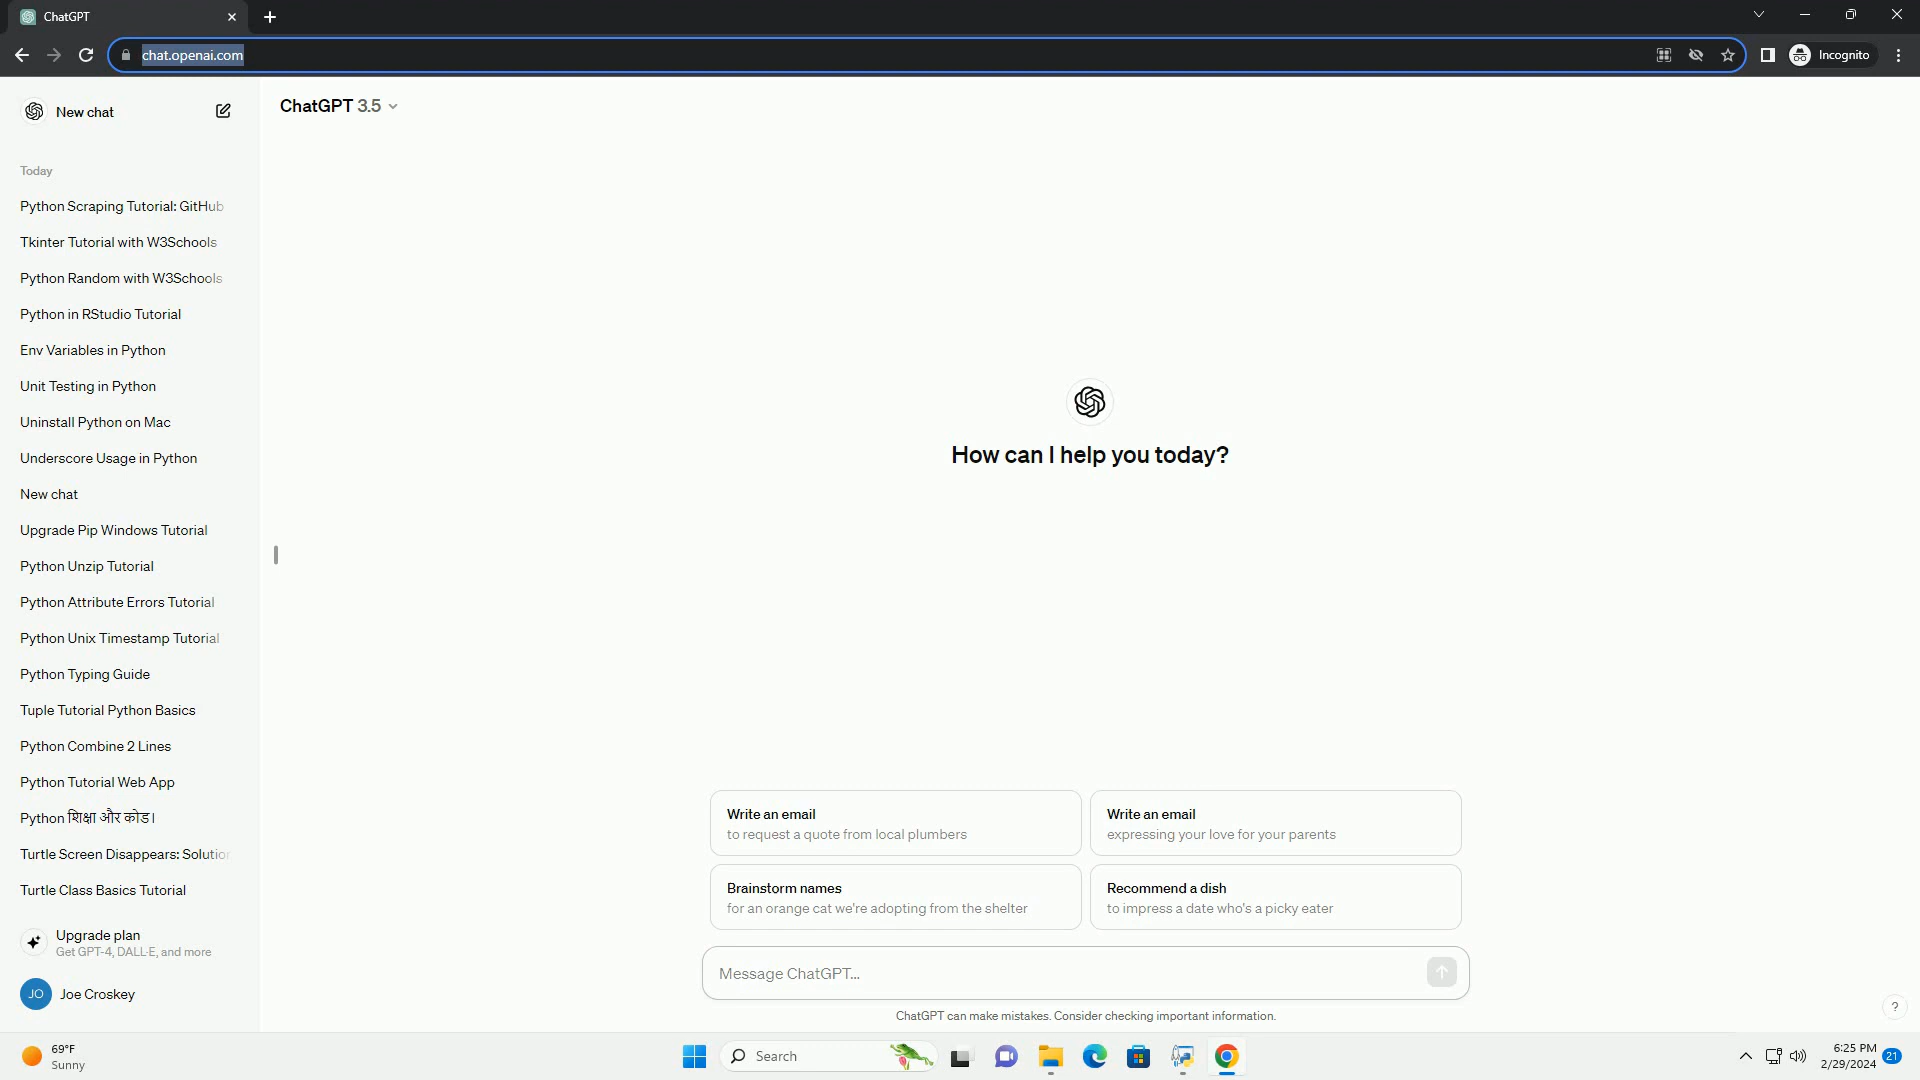 ChatGPT
chat.openai.com
Incognito
New chat
ChatGPT 3.5
Today
Python Scraping Tutorial: GitHub
Tkinter Tutorial with W3Schools
Python Random with W3Schools
Python in RStudio Tutorial
Env Variables in Python
Unit Testing in Python
Uninstall Python on Mac
Underscore Usage in Python
New chat
Upgrade Pip Windows Tutorial
Python Unzip Tutorial
Python Attribute Errors Tutorial
Python Unix Timestamp Tutorial
Python Typing Guide
Tuple Tutorial Python Basics
Python Combine 2 Lines
Python Tutorial Web App
Python शिक्षा और कोड।
Turtle Screen Disappears: Solution
Turtle Class Basics Tutorial
Upgrade plan
Get GPT-4, DALL·E, and more
JO Joe Croskey
How can I help you today?
Write an email
to request a quote from local plumbers
Write an email
expressing your love for your parents
Brainstorm names
for an orange cat we're adopting from the shelter
Recommend a dish
to impress a date who's a picky eater
Message ChatGPT...
ChatGPT can make mistakes. Consider checking important information.
?
69°F
Sunny
Search
6:25 PM
2/29/2024
21